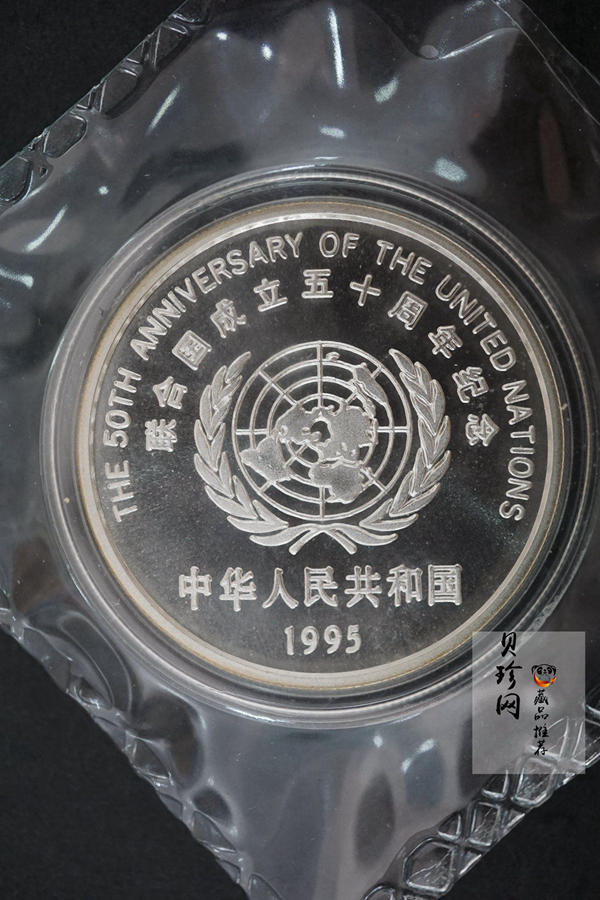 THE 50TH ANNIVERSARY OF THE UNITED NATIONS
联合国成立五十周年纪念
中华人民共和国
1995
贝珍网
藏品推荐